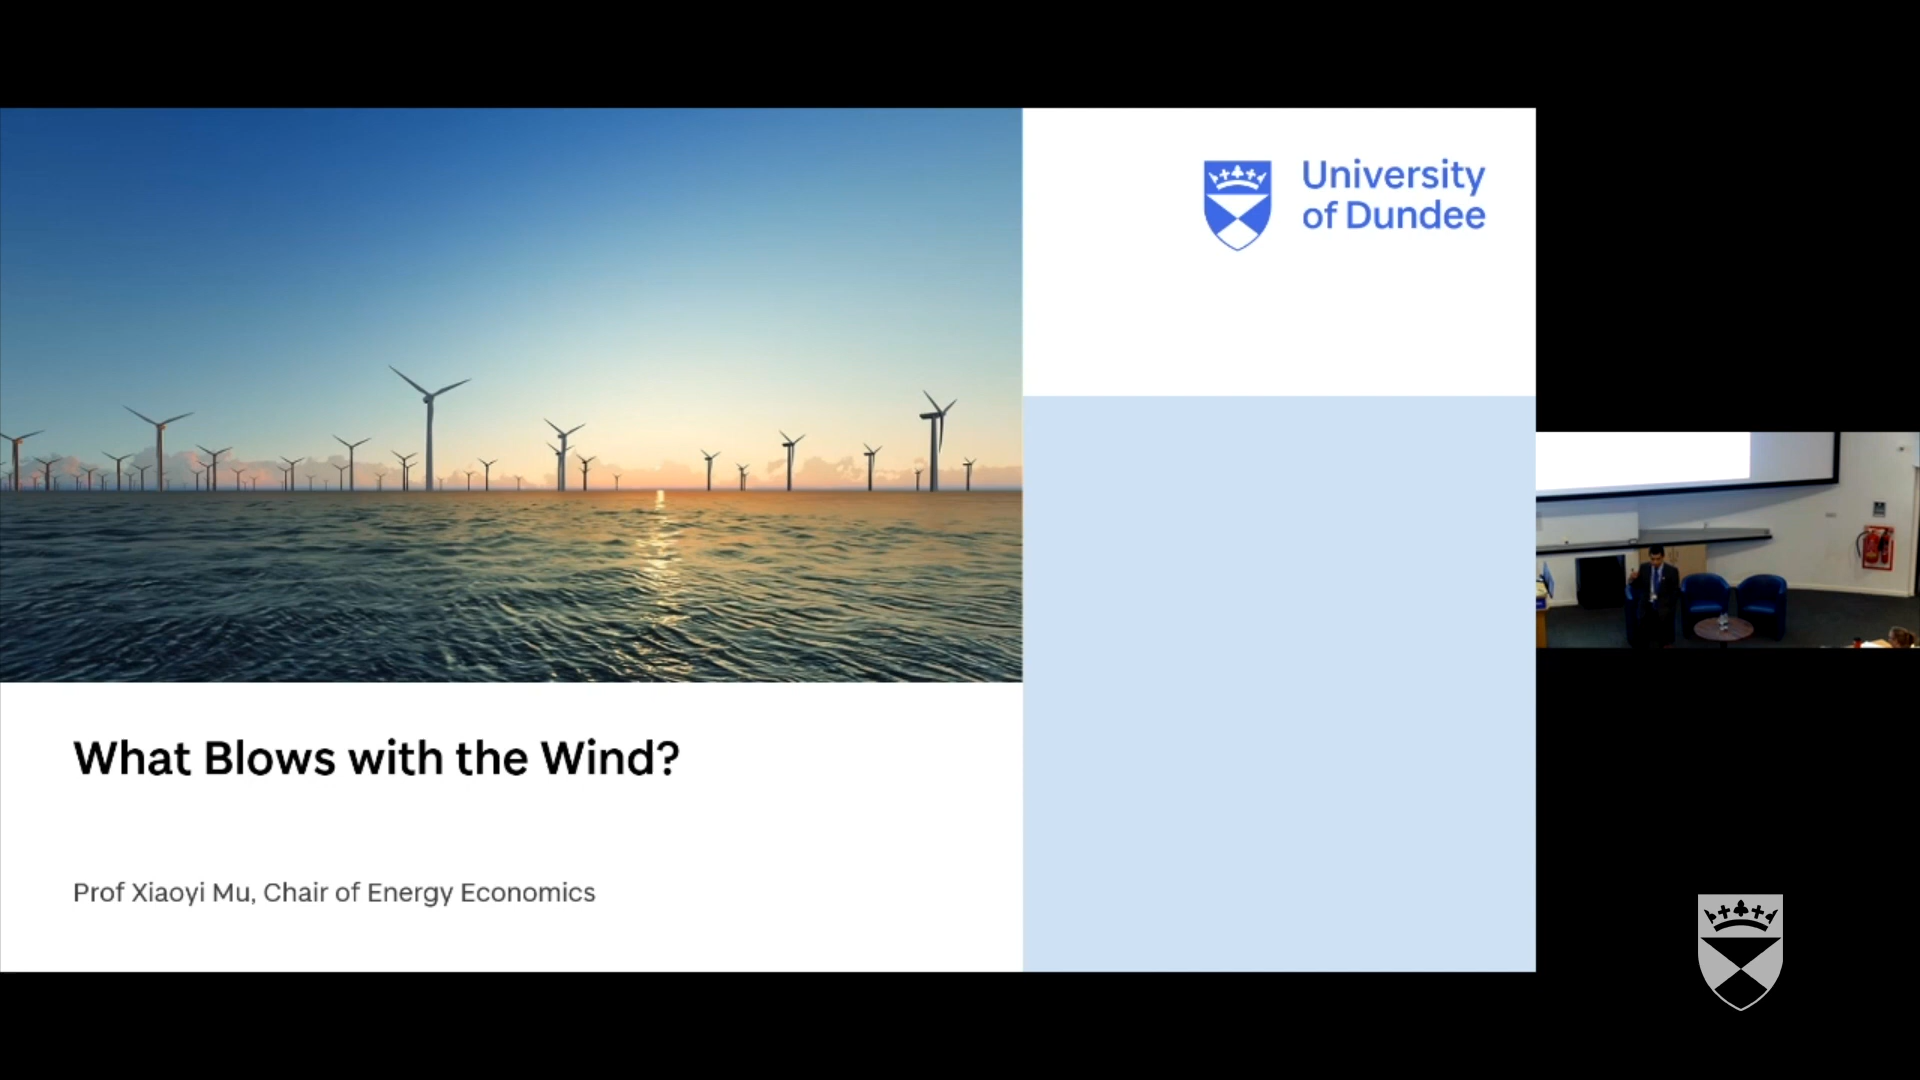 University
of Dundee
What Blows with the Wind?
Prof Xiaoyi Mu, Chair of Energy Economics